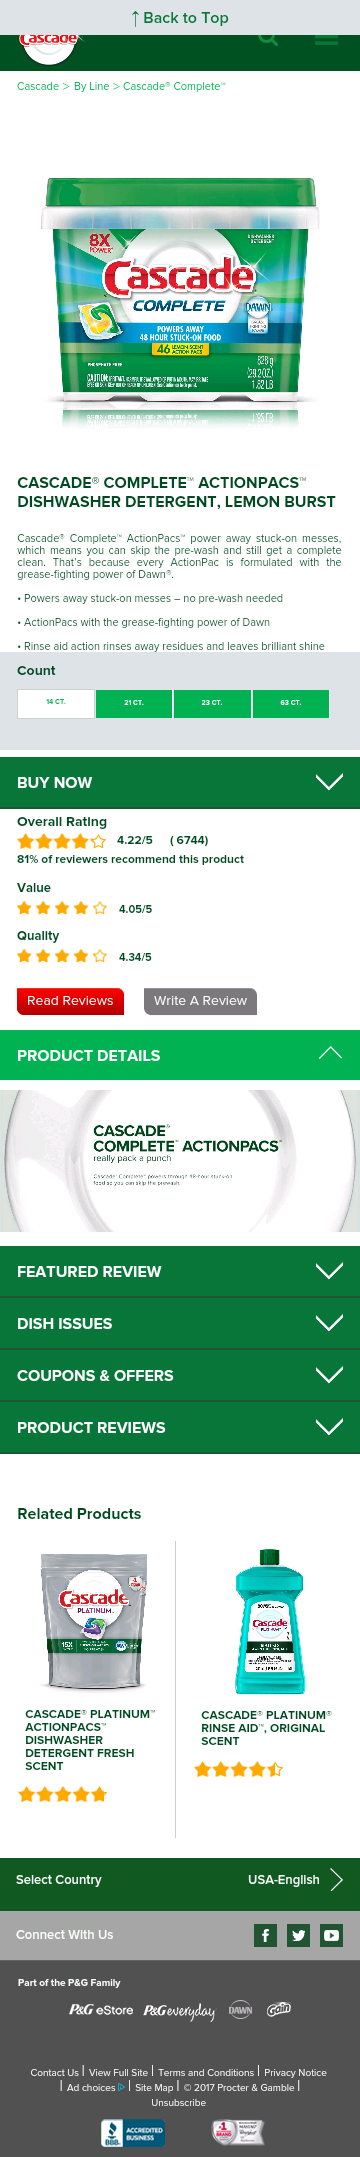 ↑ Back to Top
Cascade
Cascade > By Line > Cascade® Complete™
8X
POWER*
DISHWASHER
DETERGENT
Cascade
COMPLETE
DAWN
POWERS AWAY
48 HOUR STUCK-ON FOOD
46 LEMON SCENT
ACTION PACS
PHOSPHATE FREE
828 g
(29.2 OZ.)
1.82 LB
CASCADE® COMPLETE™ ACTIONPACS™
DISHWASHER DETERGENT, LEMON BURST
Cascade® Complete™ ActionPacs™ power away stuck-on messes,
which means you can skip the pre-wash and still get a complete
clean. That's because every ActionPac is formulated with the
grease-fighting power of Dawn®.
• Powers away stuck-on messes – no pre-wash needed
• ActionPacs with the grease-fighting power of Dawn
• Rinse aid action rinses away residues and leaves brilliant shine
Count
14 CT. 21 CT. 23 CT. 63 CT.
BUY NOW
Overall Rating
4.22/5 ( 6744)
81% of reviewers recommend this product
Value
4.05/5
Quality
4.34/5
Read Reviews Write A Review
PRODUCT DETAILS
CASCADE®
COMPLETE™ ACTIONPACS™
really pack a punch
Cascade® Complete™ powers through 48-hour stuck-on
food so you can skip the prewash.
FEATURED REVIEW
DISH ISSUES
COUPONS & OFFERS
PRODUCT REVIEWS
Related Products
Cascade
PLATINUM
15X
Cascade
PLATINUM
CASCADE® PLATINUM™
ACTIONPACS™
DISHWASHER
DETERGENT FRESH
SCENT
CASCADE® PLATINUM®
RINSE AID™, ORIGINAL
SCENT
Select Country USA-English
Connect With Us
Part of the P&G Family
P&G eStore P&G everyday DAWN Gain
Contact Us | View Full Site | Terms and Conditions | Privacy Notice
| Ad choices | Site Map | © 2017 Procter & Gamble |
Unsubscribe
BBB ACCREDITED
BUSINESS
#1
BRAND